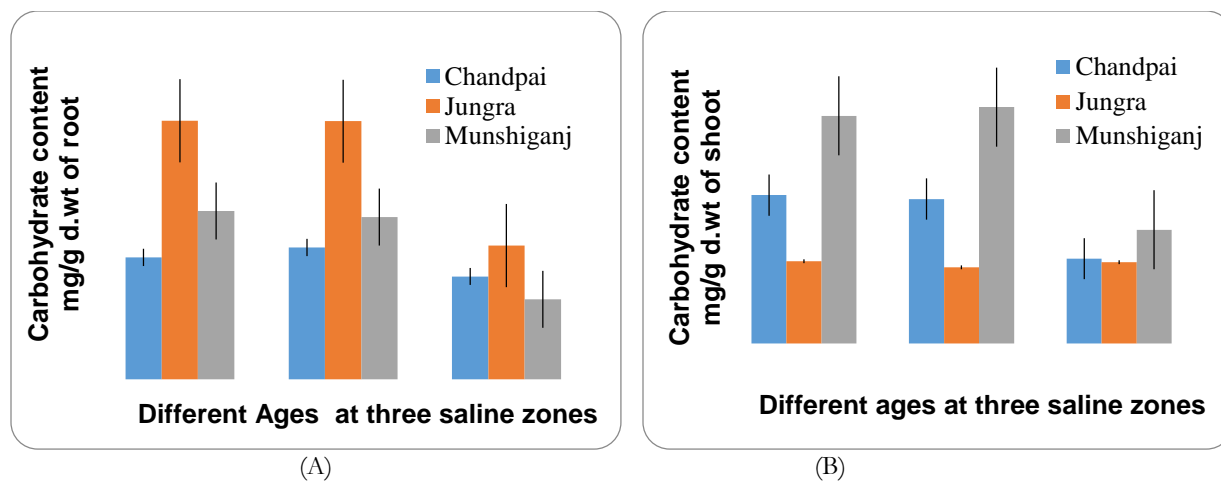 Carbohydrate content
mg/g d.wt of root
Chandpai
Jungra
Munshiganj
Different Ages at three saline zones
(A)
Carbohydrate content
mg/g d.wt of shoot
Chandpai
Jungra
Munshiganj
Different ages at three saline zones
(B)